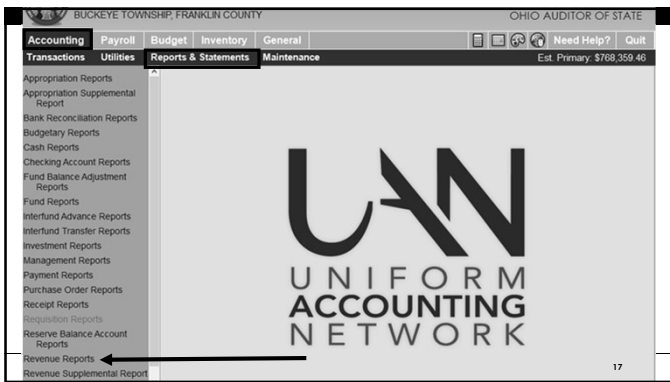 BUCKEYE TOWNSHIP, FRANKLIN COUNTY
OHIO AUDITOR OF STATE
Accounting Payroll Budget Inventory General Need Help? Quit
Transactions Utilities Reports & Statements Maintenance Est. Primary: $768,359.46
Appropriation Reports
Appropriation Supplemental
Report
Bank Reconciliation Reports
Budgetary Reports
Cash Reports
Checking Account Reports
Fund Balance Adjustment
Reports
Fund Reports
Interfund Advance Reports
Interfund Transfer Reports
Investment Reports
Management Reports
Payment Reports
Purchase Order Reports
Receipt Reports
Requisition Reports
Reserve Balance Account
Reports
Revenue Reports
Revenue Supplemental Report
UAN
UNIFORM
ACCOUNTING
NETWORK
17